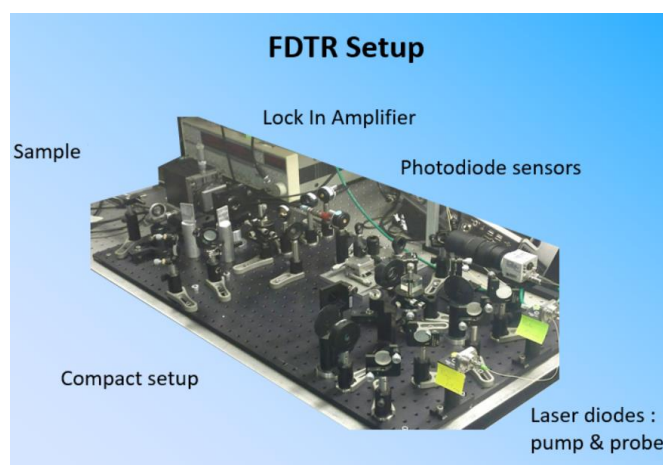 FDTR Setup
Lock In Amplifier
Sample
Photodiode sensors
Compact setup
Laser diodes :
pump & probe